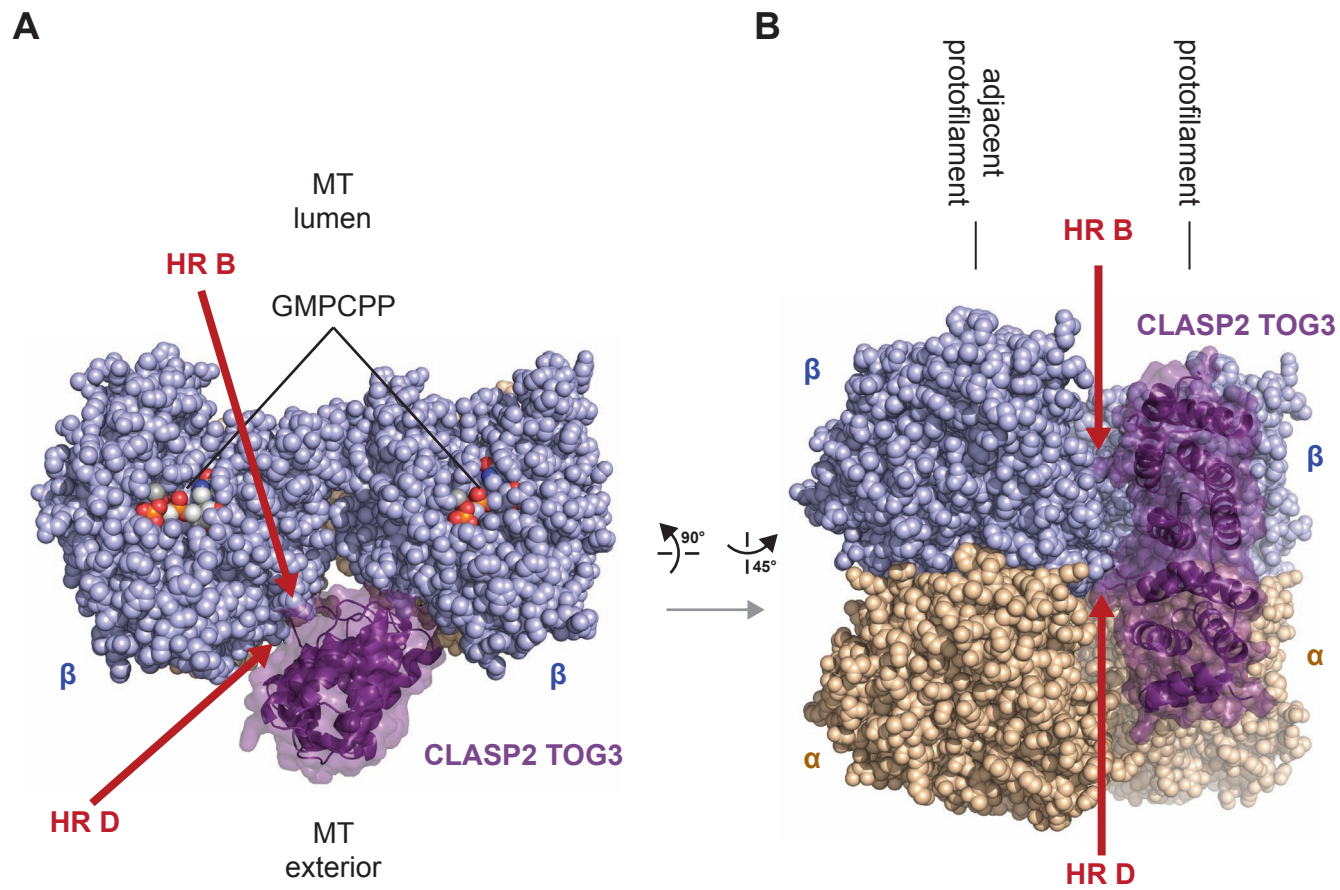 A
MT
lumen
HR B
GMPCPP
β
β
CLASP2 TOG3
HR D
MT
exterior
90°
45°
B
adjacent
protofilament
protofilament
HR B
CLASP2 TOG3
β
β
α
α
HR D